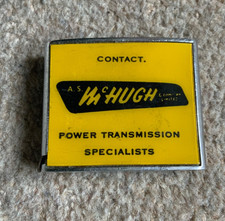 CONTACT.
A.S.
McHUGH
POWER TRANSMISSION
SPECIALISTS